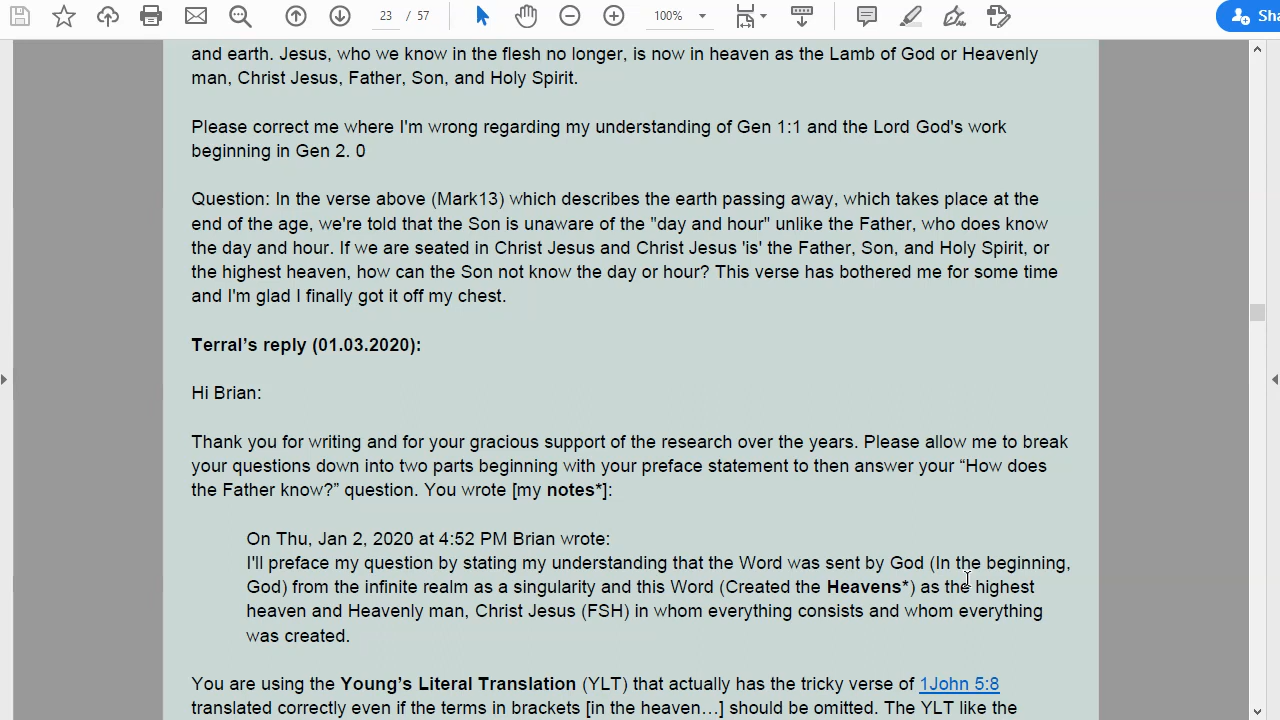 23 / 57
100%
Sha
and earth. Jesus, who we know in the flesh no longer, is now in heaven as the Lamb of God or Heavenly
man, Christ Jesus, Father, Son, and Holy Spirit.
Please correct me where I'm wrong regarding my understanding of Gen 1:1 and the Lord God's work
beginning in Gen 2. 0
Question: In the verse above (Mark13) which describes the earth passing away, which takes place at the
end of the age, we're told that the Son is unaware of the "day and hour" unlike the Father, who does know
the day and hour. If we are seated in Christ Jesus and Christ Jesus 'is' the Father, Son, and Holy Spirit, or
the highest heaven, how can the Son not know the day or hour? This verse has bothered me for some time
and I'm glad I finally got it off my chest.
Terral’s reply (01.03.2020):
Hi Brian:
Thank you for writing and for your gracious support of the research over the years. Please allow me to break
your questions down into two parts beginning with your preface statement to then answer your “How does
the Father know?” question. You wrote [my notes*]:
On Thu, Jan 2, 2020 at 4:52 PM Brian wrote:
I'll preface my question by stating my understanding that the Word was sent by God (In the beginning,
God) from the infinite realm as a singularity and this Word (Created the Heavens*) as the highest
heaven and Heavenly man, Christ Jesus (FSH) in whom everything consists and whom everything
was created.
You are using the Young’s Literal Translation (YLT) that actually has the tricky verse of 1John 5:8
translated correctly even if the terms in brackets [in the heaven…] should be omitted. The YLT like the